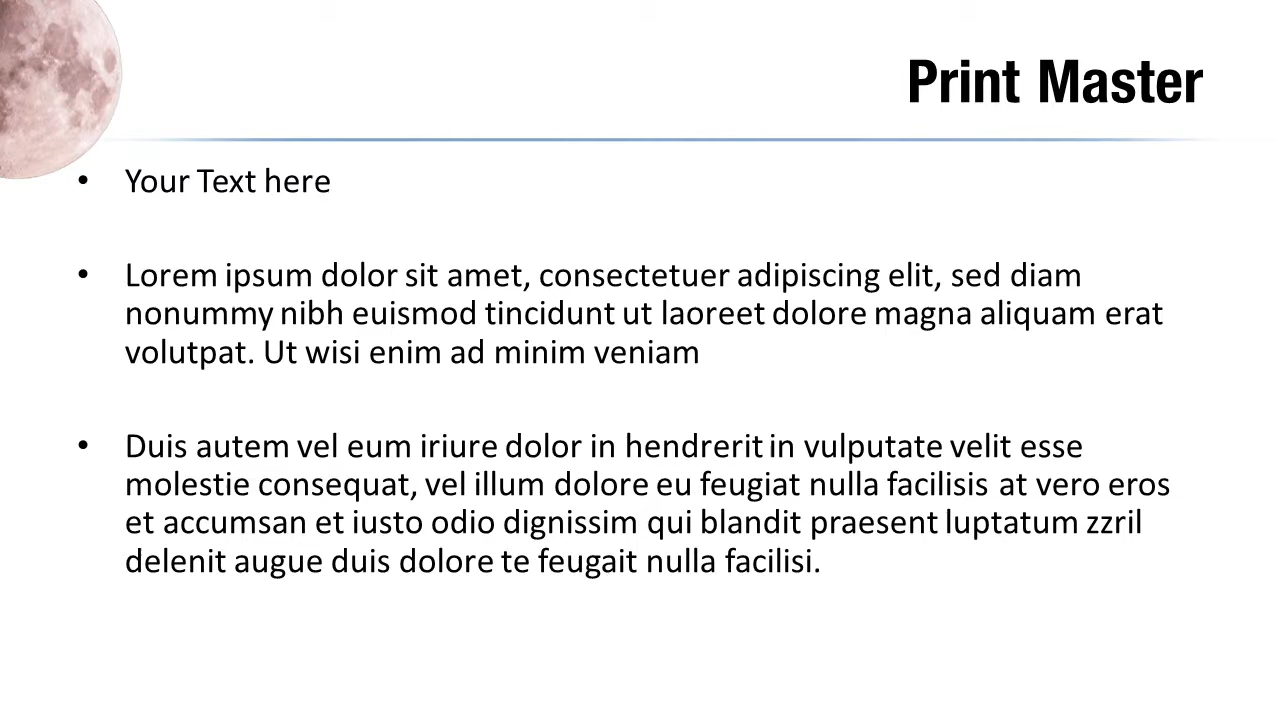 Print Master
• Your Text here
• Lorem ipsum dolor sit amet, consectetuer adipiscing elit, sed diam
nonummy nibh euismod tincidunt ut laoreet dolore magna aliquam erat
volutpat. Ut wisi enim ad minim veniam
• Duis autem vel eum iriure dolor in hendrerit in vulputate velit esse
molestie consequat, vel illum dolore eu feugiat nulla facilisis at vero eros
et accumsan et iusto odio dignissim qui blandit praesent luptatum zzril
delenit augue duis dolore te feugait nulla facilisi.